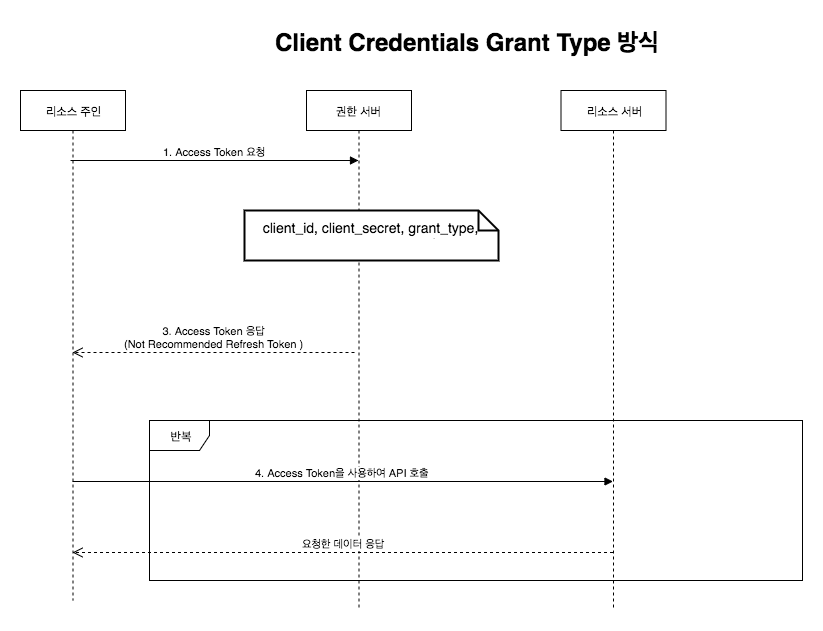 Client Credentials Grant Type 방식
리소스 주인
권한 서버
리소스 서버
1. Access Token 요청
client_id, client_secret, grant_type,
3. Access Token 응답
(Not Recommended Refresh Token )
반복
4. Access Token을 사용하여 API 호출
요청한 데이터 응답